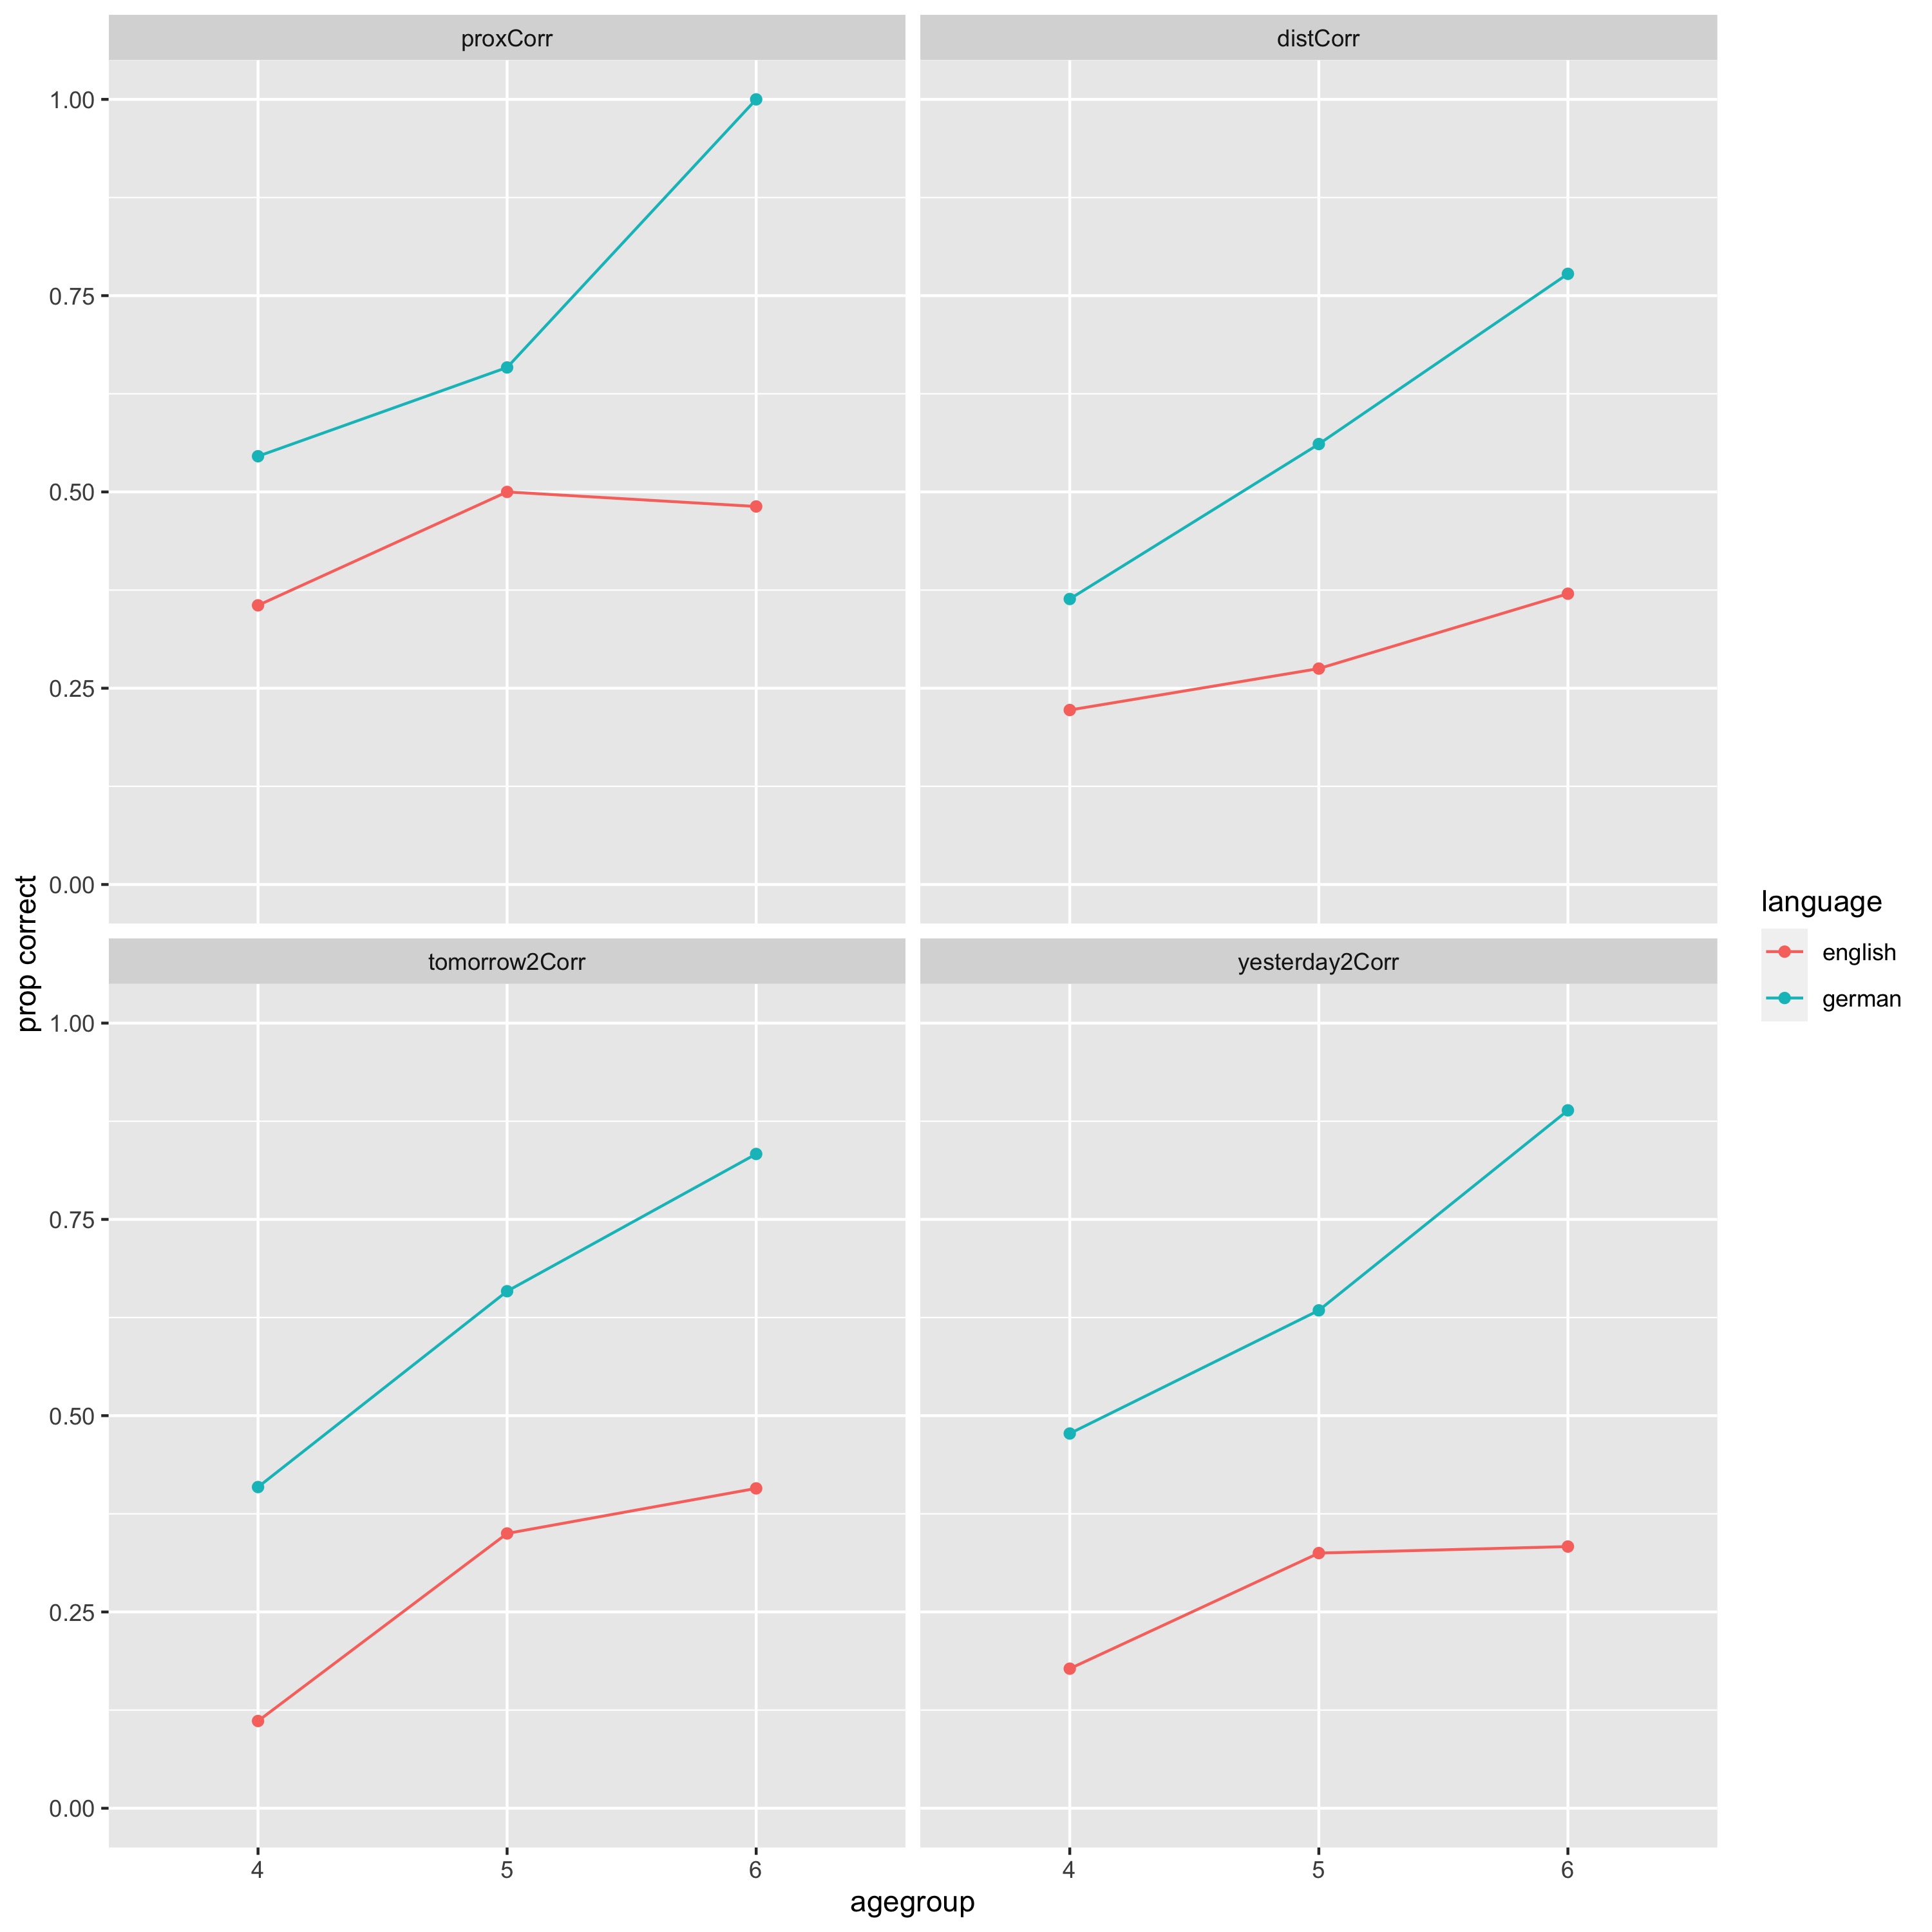 proxCorr
distCorr
1.00
0.75
0.50
0.25
0.00
prop correct
tomorrow2Corr
yesterday2Corr
1.00
0.75
0.50
0.25
0.00
4 5 6
4 5 6
agegroup
language
english
german